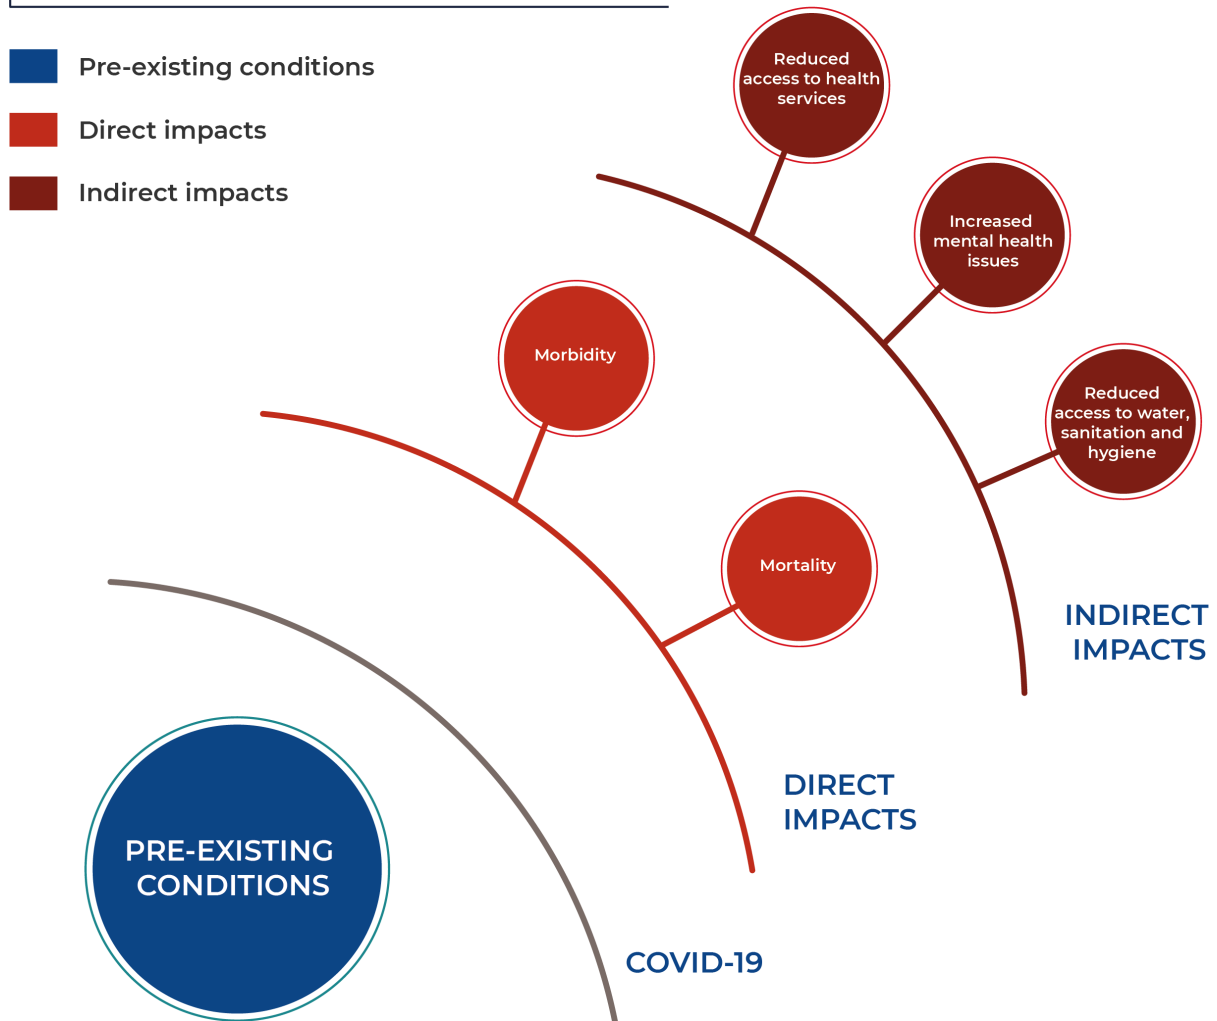 Pre-existing conditions
Direct impacts
Indirect impacts
Reduced
access to health
services
Increased
mental health
issues
Morbidity
Reduced
access to water,
sanitation and
hygiene
Mortality
INDIRECT
IMPACTS
DIRECT
IMPACTS
PRE-EXISTING
CONDITIONS
COVID-19